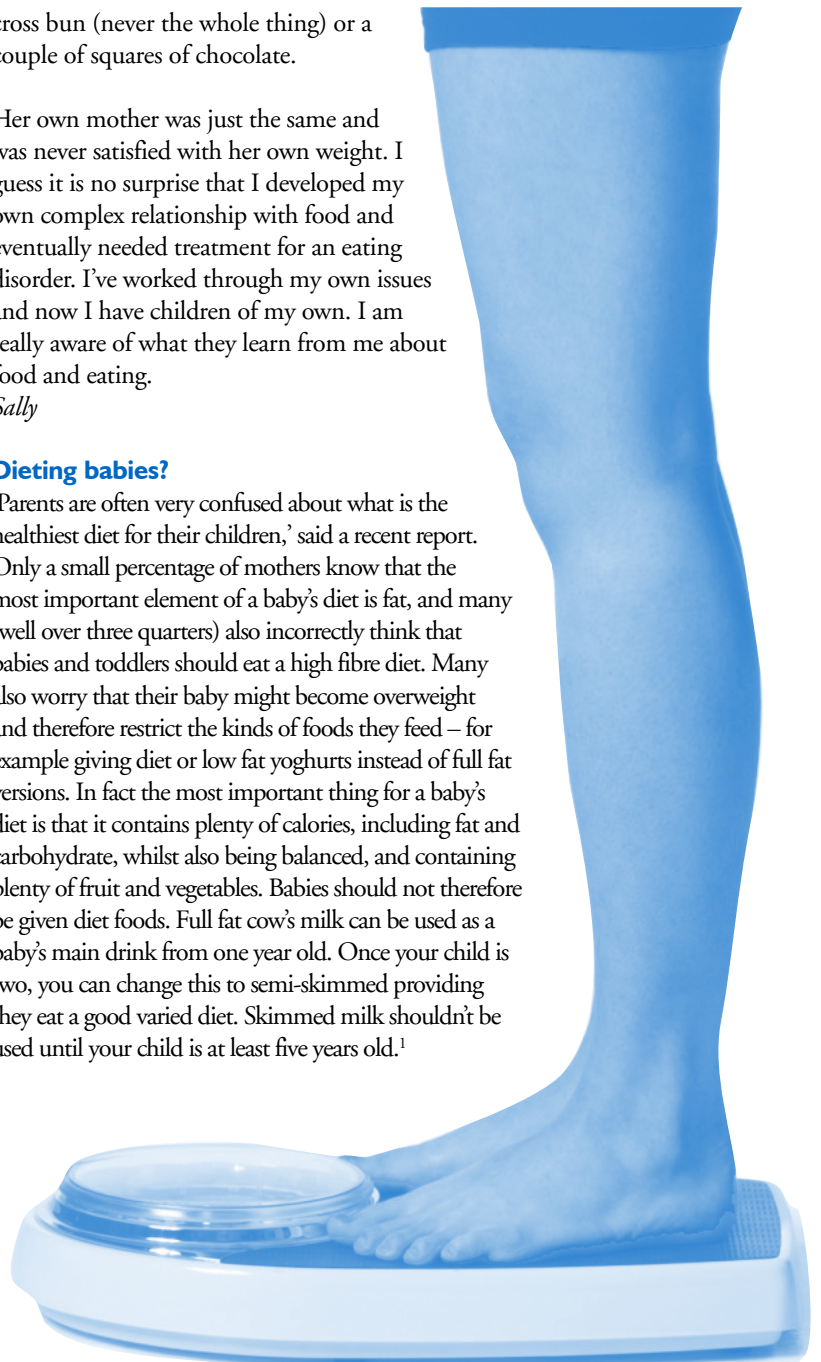 cross bun (never the whole thing) or a
couple of squares of chocolate.
Her own mother was just the same and
was never satisfied with her own weight. I
guess it is no surprise that I developed my
own complex relationship with food and
eventually needed treatment for an eating
disorder. I've worked through my own issues
and now I have children of my own. I am
really aware of what they learn from me about
food and eating.
Sally
Dieting babies?
Parents are often very confused about what is the
healthiest diet for their children,’ said a recent report.
Only a small percentage of mothers know that the
most important element of a baby’s diet is fat, and many
well over three quarters) also incorrectly think that
babies and toddlers should eat a high fibre diet. Many
also worry that their baby might become overweight
and therefore restrict the kinds of foods they feed – for
example giving diet or low fat yoghurts instead of full fat
versions. In fact the most important thing for a baby’s
diet is that it contains plenty of calories, including fat and
carbohydrate, whilst also being balanced, and containing
plenty of fruit and vegetables. Babies should not therefore
be given diet foods. Full fat cow’s milk can be used as a
baby’s main drink from one year old. Once your child is
two, you can change this to semi-skimmed providing
they eat a good varied diet. Skimmed milk shouldn’t be
used until your child is at least five years old.¹